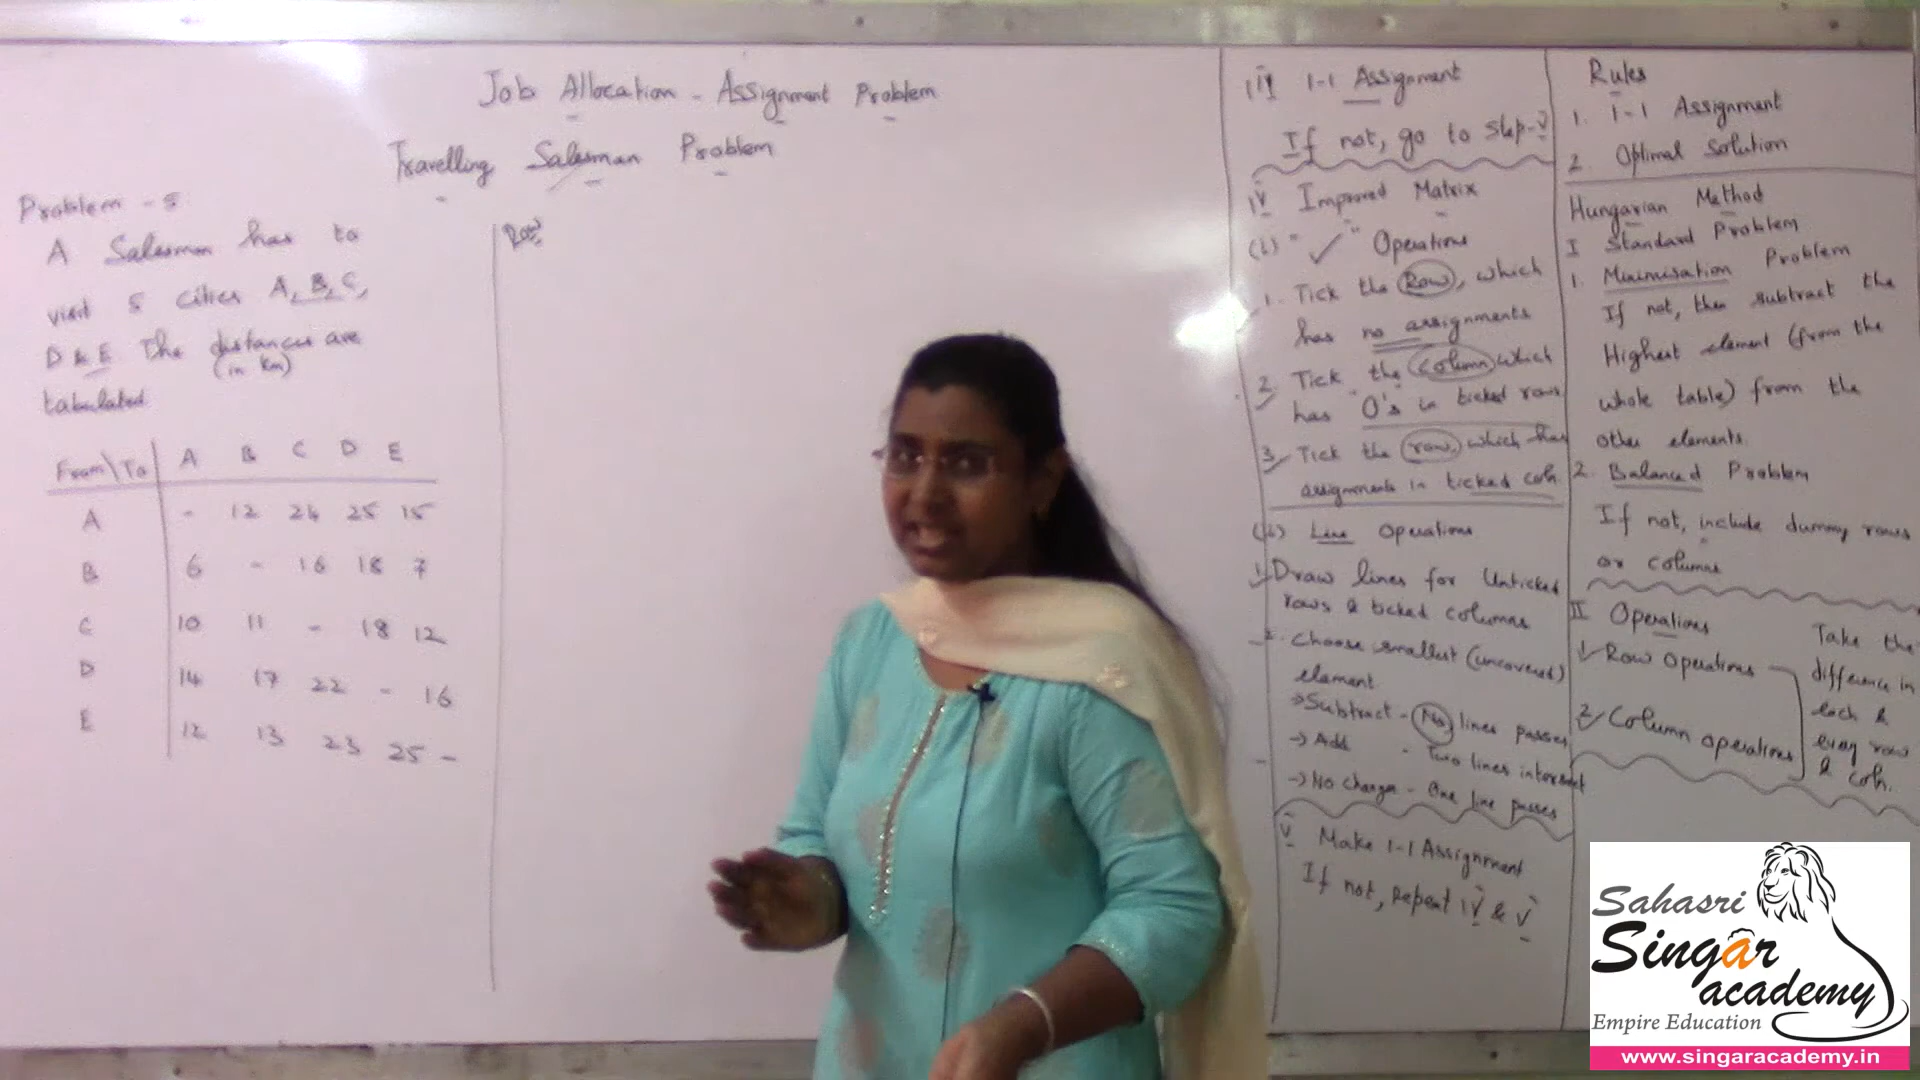 Job Allocation - Assignment Problem
Travelling Salesman Problem
Problem - 5
A Salesman has to
visit 5 cities A, B, C,
D & E The distances are
(in km)
tabulated
From\To A B C D E
A - 12 24 25 15
B 6 - 16 18 7
C 10 11 - 18 12
D 14 17 22 - 16
E 12 13 23 25 -
1-1 Assignment
If not, go to step-V
IV Improved Matrix
"✓" Operations
1. Tick the Row, which
has no assignments
2. Tick the column which
has 0's in ticked rows
3. Tick the row, which has
assignments in ticked coln.
(b) Line Operations
1. Draw lines for Unticked
rows & ticked columns
2. Choose smallest (uncovered)
element
→ Subtract - No lines passes
→ Add - Two lines intersect
→ No change - One line passes
V Make 1-1 Assignment
If not, repeat IV & V
Rules
1. 1-1 Assignment
2. Optimal Solution
Hungarian Method
I Standard Problem
1. Minimisation Problem
If not, then subtract the
Highest element (from the
whole table) from the
other elements.
2. Balanced Problem
If not, include dummy rows
or columns
II Operations
1. Row Operations
2. Column Operations
Take the
difference in
each &
every row
& coln.
Sahasri
Singar
academy
Empire Education
www.singaracademy.in